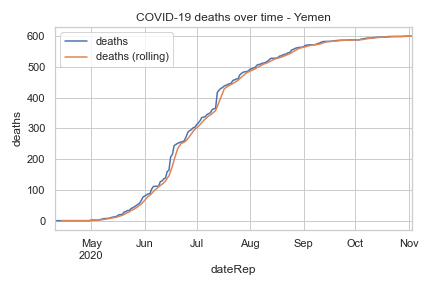 COVID-19 deaths over time - Yemen
deaths
deaths (rolling)
600
500
400
300
200
100
0
deaths
May
2020
Jun
Jul
Aug
Sep
Oct
Nov
dateRep